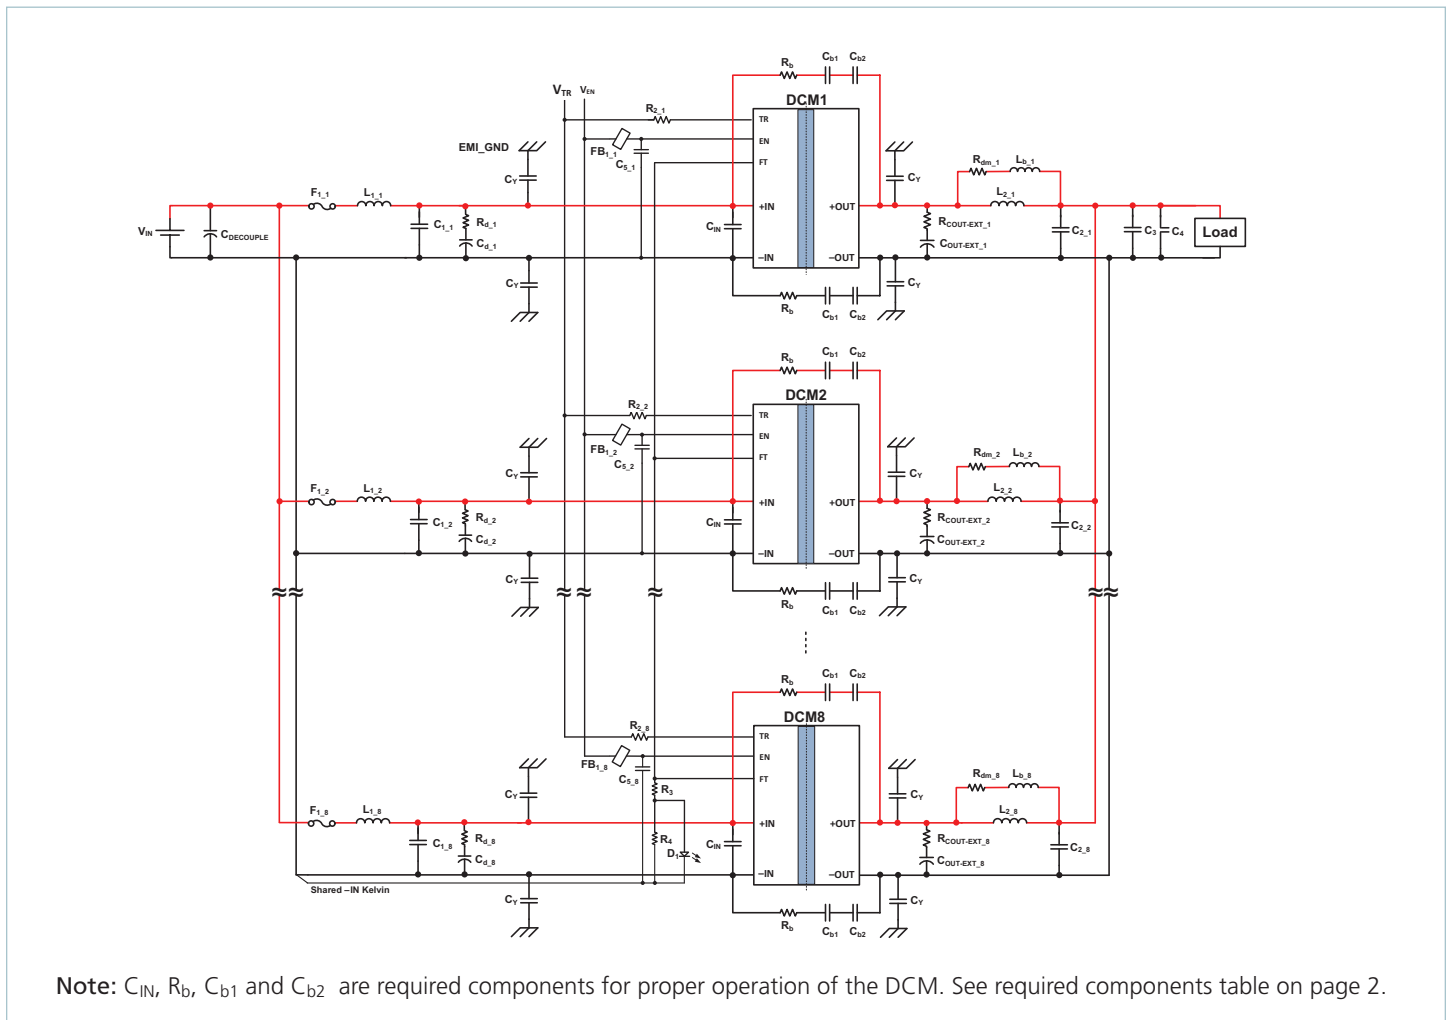 Rb Cb1 Cb2
VTR VEN
R2_1
DCM1
TR
EN
FT
FB1_1
C5_1
EMI_GND
CY
CY
Rdm_1 Lb_1
L2_1
F1_1 L1_1
+IN +OUT
VIN
CDECOUPLE
C1_1
Rd_1
Cd_1
CIN
RCOUT-EXT_1
COUT-EXT_1
C2_1 C3 C4
Load
–IN –OUT
CY
CY
Rb Cb1 Cb2
Rb Cb1 Cb2
DCM2
R2_2
TR
EN
FT
FB1_2
C5_2
CY
CY
Rdm_2 Lb_2
L2_2
F1_2 L1_2
+IN +OUT
C1_2
Rd_2
Cd_2
CIN
RCOUT-EXT_2
COUT-EXT_2
C2_2
–IN –OUT
CY
CY
Rb Cb1 Cb2
Rb Cb1 Cb2
DCM8
R2_8
TR
EN
FT
FB1_8
C5_8
R3
CY
CY
Rdm_8 Lb_8
L2_8
F1_8 L1_8
+IN +OUT
C1_8
Rd_8
Cd_8
R4
D1
CIN
RCOUT-EXT_8
COUT-EXT_8
C2_8
–IN –OUT
Shared –IN Kelvin
CY
CY
Rb Cb1 Cb2
Note: CIN, Rb, Cb1 and Cb2 are required components for proper operation of the DCM. See required components table on page 2.